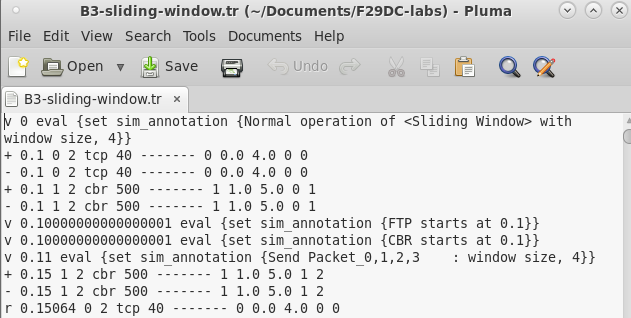 B3-sliding-window.tr (~/Documents/F29DC-labs) - Pluma
File Edit View Search Tools Documents Help
Open Save Undo
B3-sliding-window.tr ×
v 0 eval {set sim_annotation {Normal operation of <Sliding Window> with
window size, 4}}
+ 0.1 0 2 tcp 40 ------- 0 0.0 4.0 0 0
- 0.1 0 2 tcp 40 ------- 0 0.0 4.0 0 0
+ 0.1 1 2 cbr 500 ------- 1 1.0 5.0 0 1
- 0.1 1 2 cbr 500 ------- 1 1.0 5.0 0 1
v 0.10000000000000001 eval {set sim_annotation {FTP starts at 0.1}}
v 0.10000000000000001 eval {set sim_annotation {CBR starts at 0.1}}
v 0.11 eval {set sim_annotation {Send Packet_0,1,2,3    : window size, 4}}
+ 0.15 1 2 cbr 500 ------- 1 1.0 5.0 1 2
- 0.15 1 2 cbr 500 ------- 1 1.0 5.0 1 2
r 0.15064 0 2 tcp 40 ------- 0 0.0 4.0 0 0